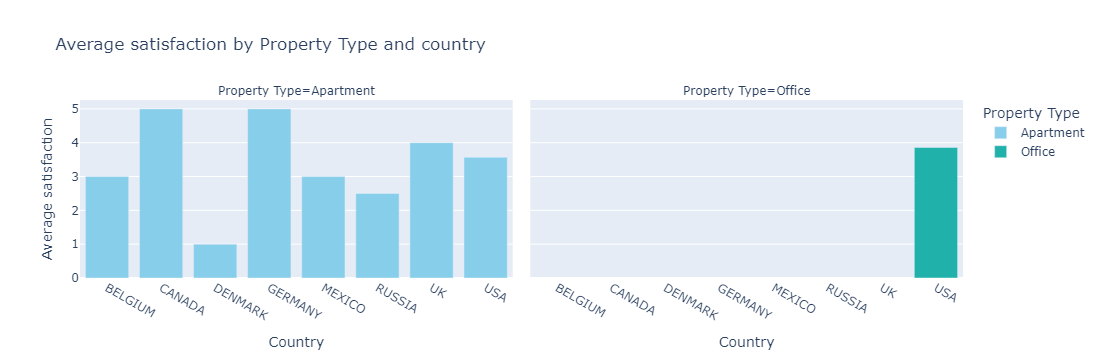 Average satisfaction by Property Type and country
Property Type=Apartment
Property Type=Office
Property Type
Apartment
Office
Average satisfaction
5
4
3
2
1
0
BELGIUM
CANADA
DENMARK
GERMANY
MEXICO
RUSSIA
UK
USA
BELGIUM
CANADA
DENMARK
GERMANY
MEXICO
RUSSIA
UK
USA
Country
Country